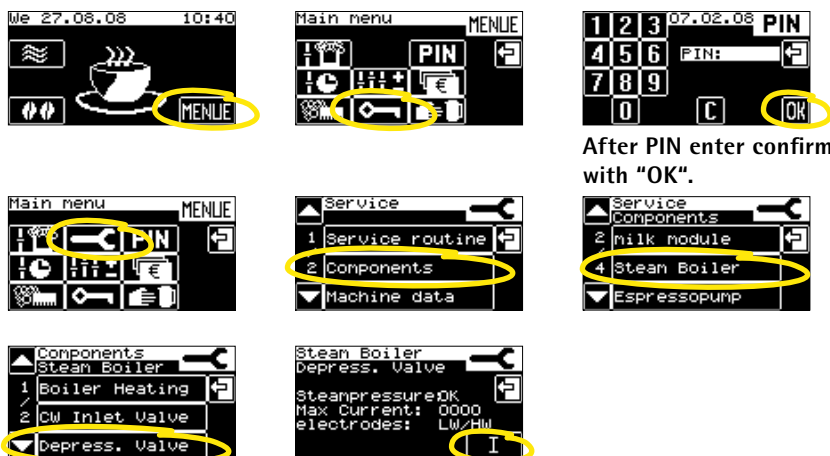 We 27.08.08 10:40
MENUE
Main menu MENUE
PIN
€
1 2 3 07.02.08 PIN
4 5 6 PIN:
7 8 9
0 C OK
After PIN enter confirm
with "OK".
Main menu MENUE
PIN
€
Service
1 Service routine
/
2 Components
Machine data
Service
Components
2 milk module
/
4 Steam Boiler
Espressopump
Components
Steam Boiler
1 Boiler Heating
/
2 CW Inlet Valve
Depress. Valve
Steam Boiler
Depress. Valve
Steampressure:OK
Max Current: 0000
electrodes: LW/HW
I